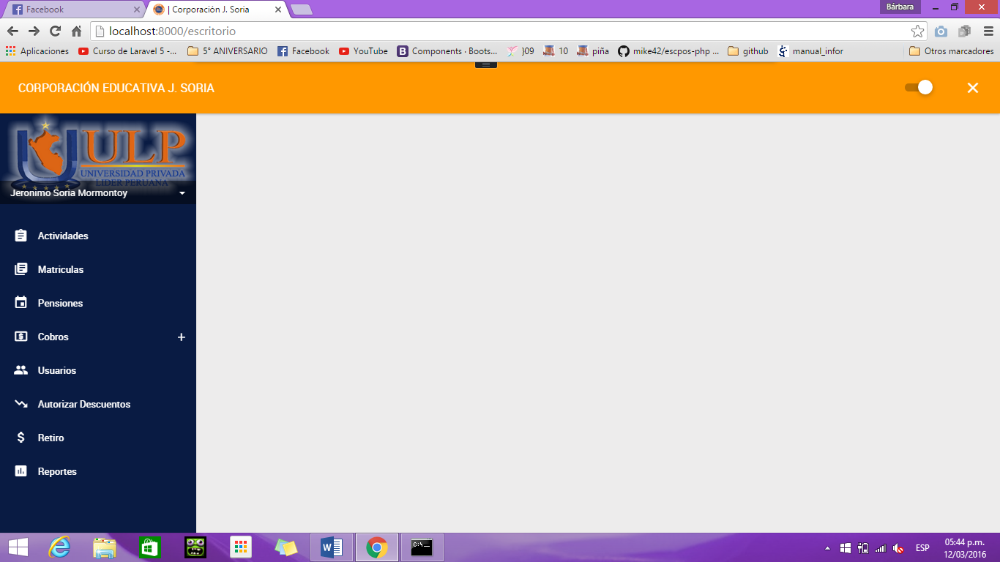 Facebook
| Corporación J. Soria
Bárbara
localhost:8000/escritorio
Aplicaciones
Curso de Laravel 5 -...
5° ANIVERSARIO
Facebook
YouTube
Components · Boots...
}09
10
piña
mike42/escpos-php ...
github
manual_infor
Otros marcadores
CORPORACIÓN EDUCATIVA J. SORIA
ULP
UNIVERSIDAD PRIVADA
LIDER PERUANA
Jeronimo Soria Mormontoy
Actividades
Matriculas
Pensiones
Cobros
Usuarios
Autorizar Descuentos
Retiro
Reportes
ESP
05:44 p.m.
12/03/2016